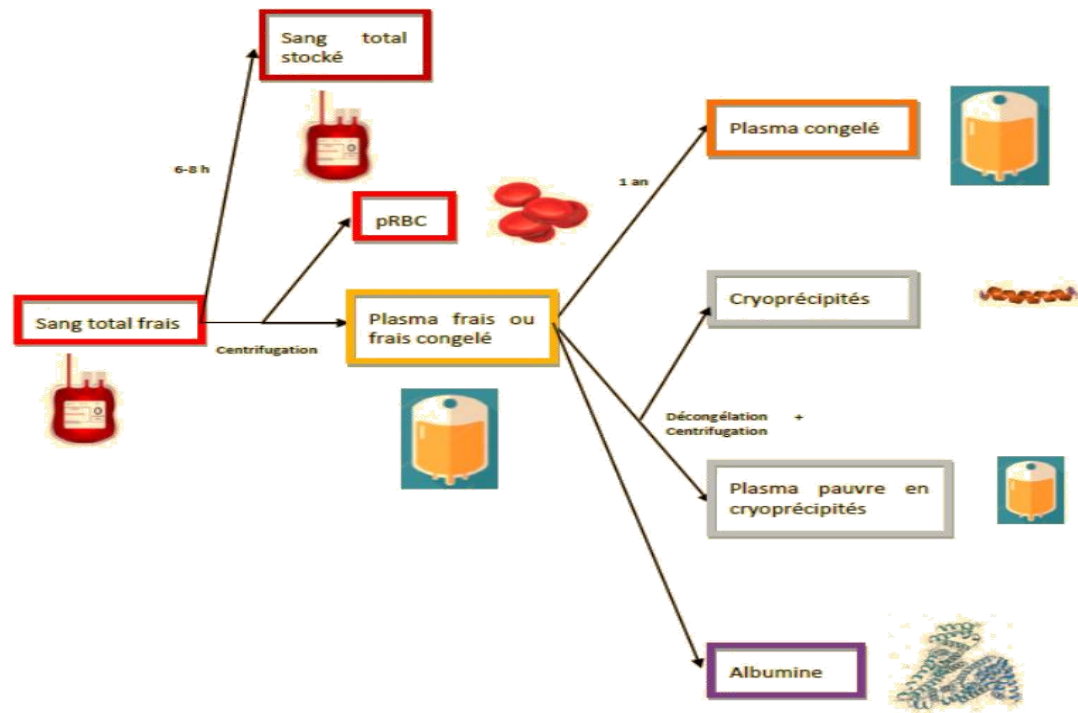 Sang total
stocké
Plasma congelé
6-8 h
1 an
pRBC
Cryoprécipités
Sang total frais
Plasma frais ou
frais congelé
Centrifugation
Décongélation +
Centrifugation
Plasma pauvre en
cryoprécipités
Albumine